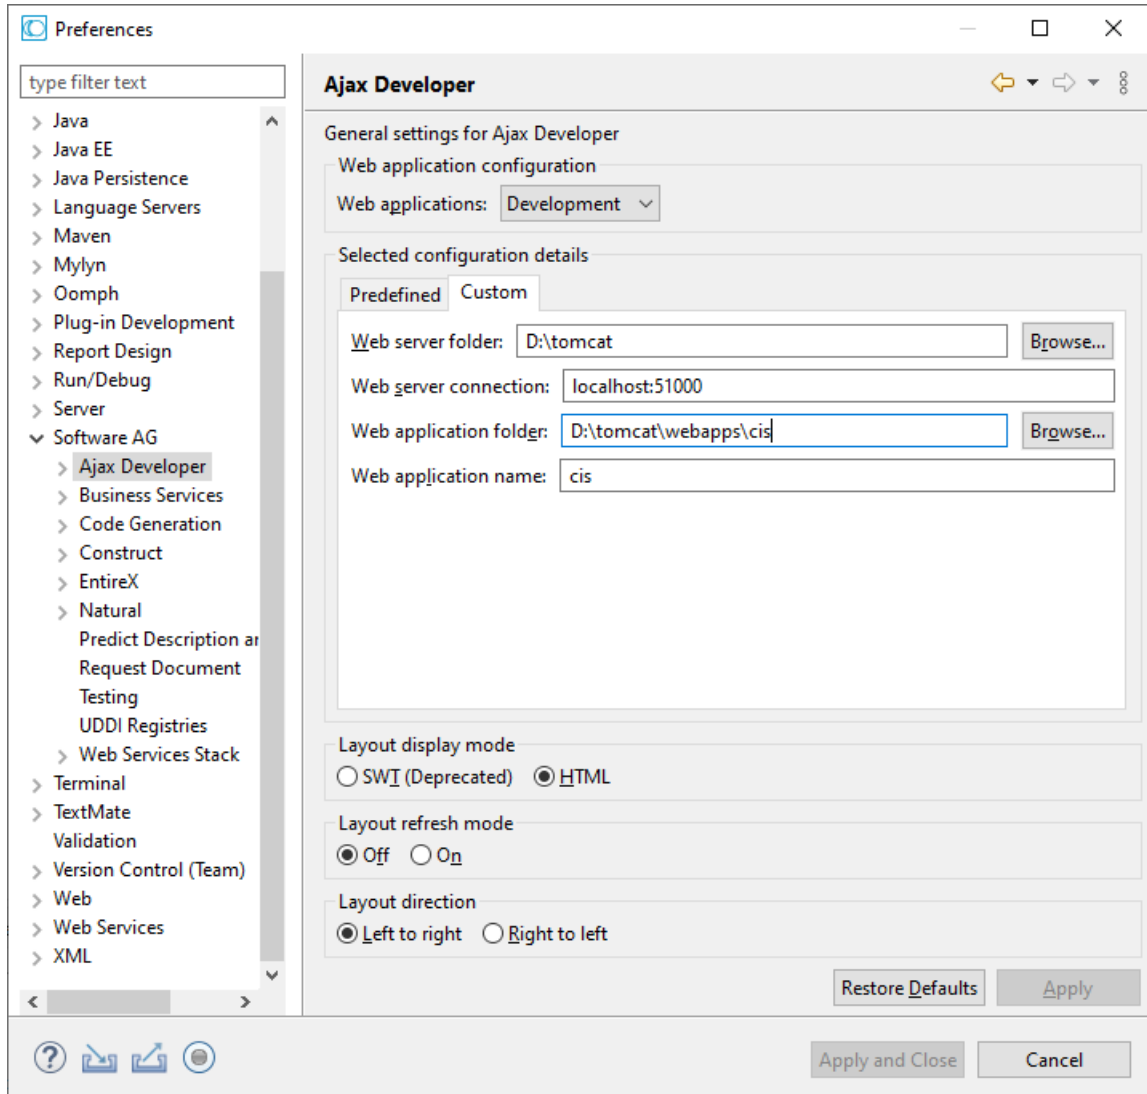 Preferences
type filter text
Java
Java EE
Java Persistence
Language Servers
Maven
Mylyn
Oomph
Plug-in Development
Report Design
Run/Debug
Server
Software AG
Ajax Developer
Business Services
Code Generation
Construct
EntireX
Natural
Predict Description ar
Request Document
Testing
UDDI Registries
Web Services Stack
Terminal
TextMate
Validation
Version Control (Team)
Web
Web Services
XML
Ajax Developer
General settings for Ajax Developer
Web application configuration
Web applications: Development
Selected configuration details
Predefined Custom
Web server folder: D:\tomcat Browse...
Web server connection: localhost:51000
Web application folder: D:\tomcat\webapps\cis Browse...
Web application name: cis
Layout display mode
SWT (Deprecated) HTML
Layout refresh mode
Off On
Layout direction
Left to right Right to left
Restore Defaults Apply
Apply and Close Cancel